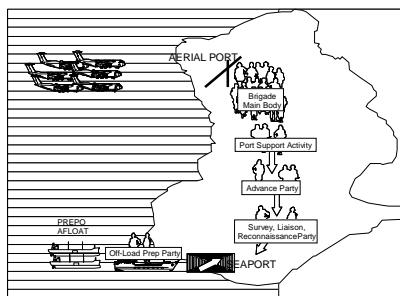 AERIAL PORT
Brigade
Main Body
Port Support Activity
Advance Party
Survey, Liaison,
ReconnaissanceParty
PREPO
AFLOAT
Off-Load Prep Party
SEAPORT